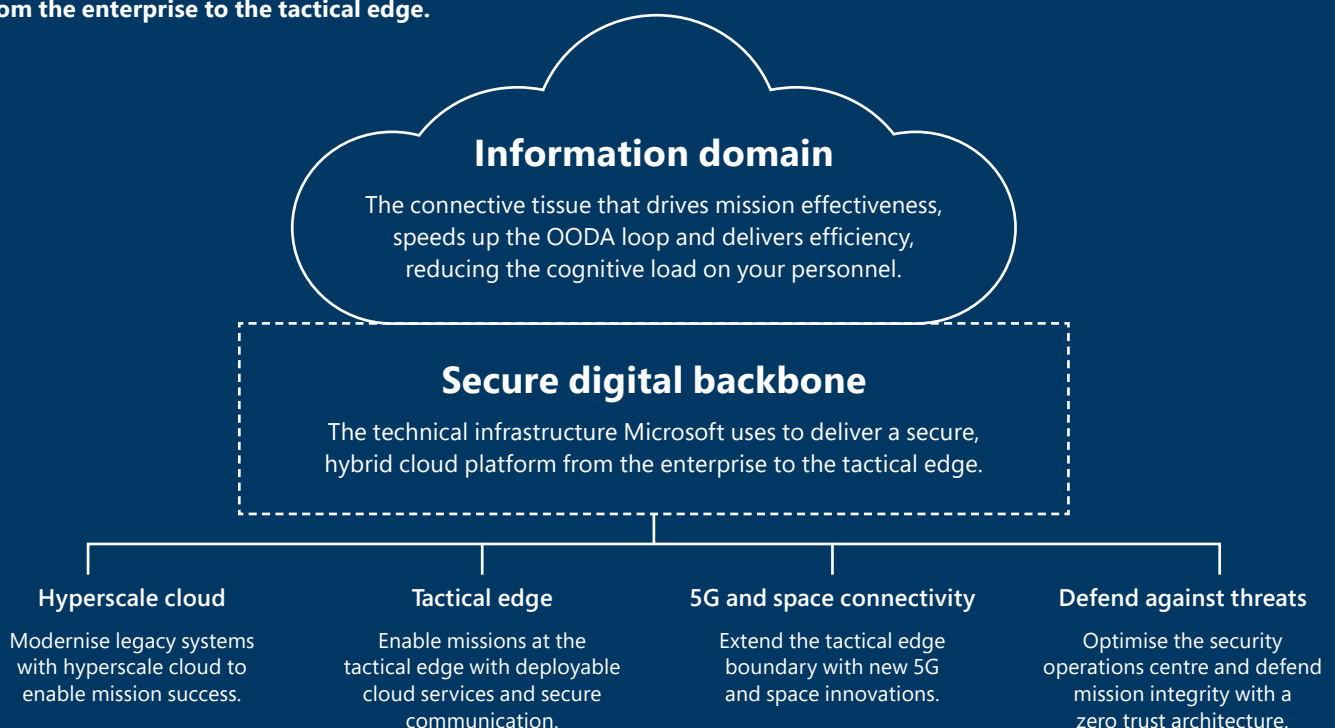 om the enterprise to the tactical edge.
Information domain
The connective tissue that drives mission effectiveness,
speeds up the OODA loop and delivers efficiency,
reducing the cognitive load on your personnel.
Secure digital backbone
The technical infrastructure Microsoft uses to deliver a secure,
hybrid cloud platform from the enterprise to the tactical edge.
Hyperscale cloud
Modernise legacy systems
with hyperscale cloud to
enable mission success.
Tactical edge
Enable missions at the
tactical edge with deployable
cloud services and secure
communication.
5G and space connectivity
Extend the tactical edge
boundary with new 5G
and space innovations.
Defend against threats
Optimise the security
operations centre and defend
mission integrity with a
zero trust architecture.